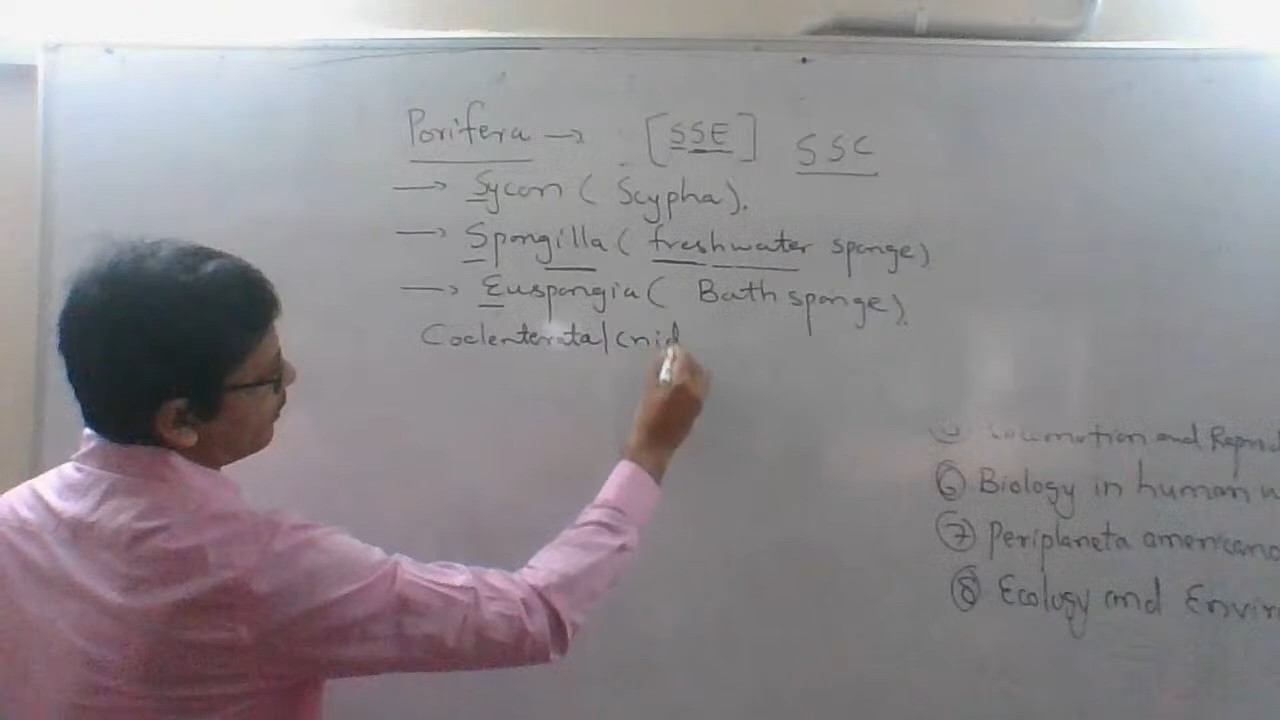 Porifera → [SSE] SSC
→ Sycon (Scypha).
→ Spongilla (freshwater sponge)
→ Euspongia (Bath sponge).
Coelenterata/Cnid
and
⑥ Biology in human
⑦ Periplaneta americana
⑧ Ecology and